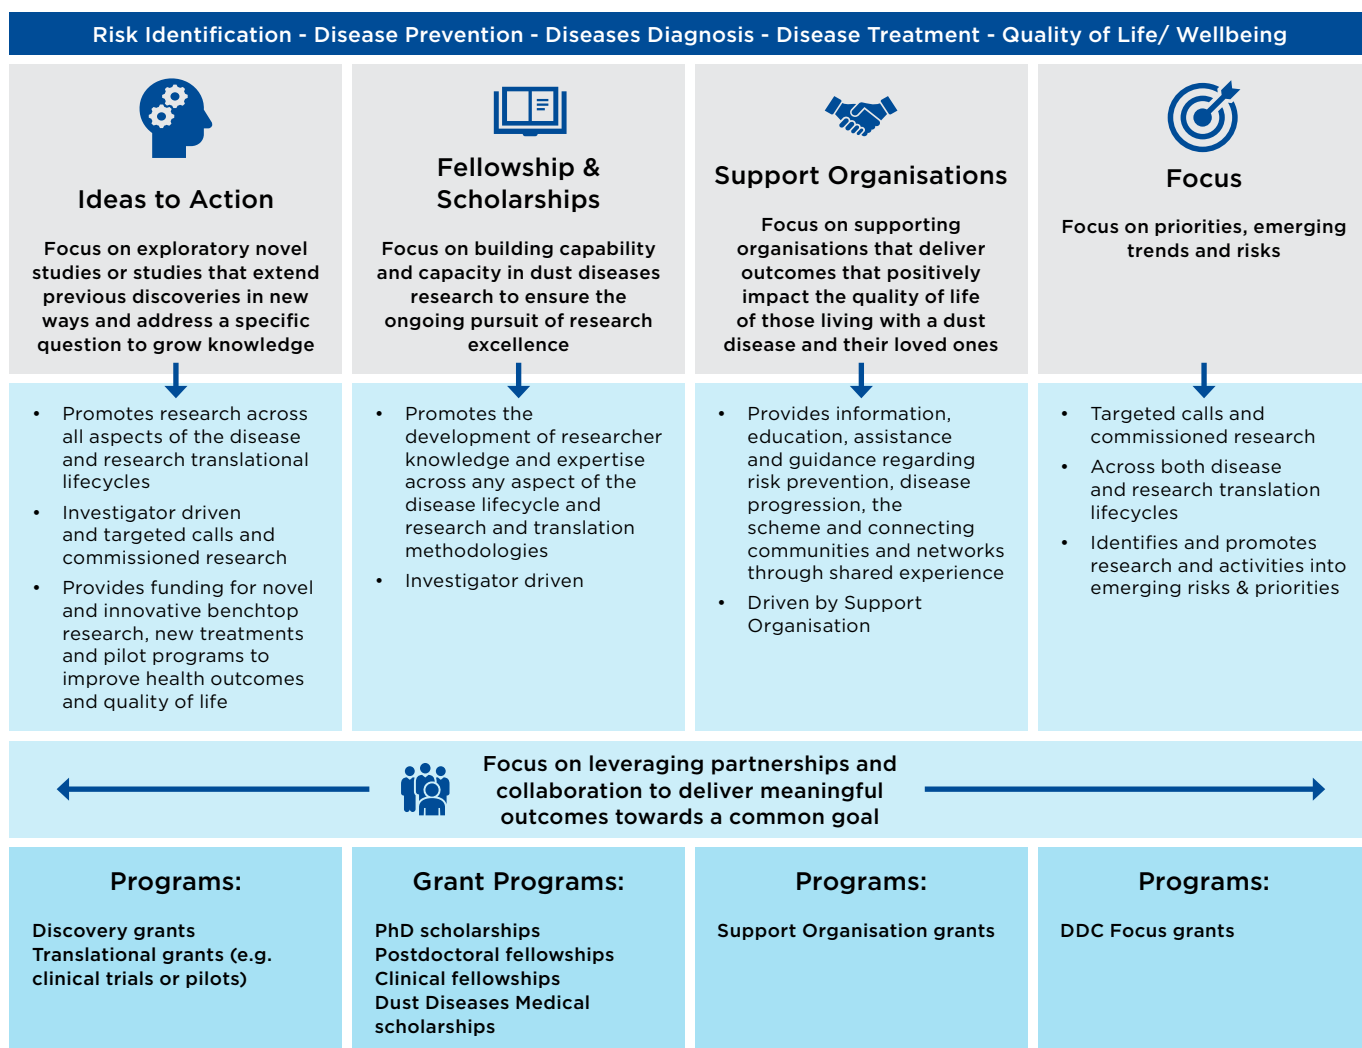 Risk Identification - Disease Prevention - Diseases Diagnosis - Disease Treatment - Quality of Life/ Wellbeing
Ideas to Action
Focus on exploratory novel
studies or studies that extend
previous discoveries in new
ways and address a specific
question to grow knowledge
• Promotes research across
all aspects of the disease
and research translational
lifecycles
• Investigator driven
and targeted calls and
commissioned research
• Provides funding for novel
and innovative benchtop
research, new treatments
and pilot programs to
improve health outcomes
and quality of life
Fellowship &
Scholarships
Focus on building capability
and capacity in dust diseases
research to ensure the
ongoing pursuit of research
excellence
• Promotes the
development of researcher
knowledge and expertise
across any aspect of the
disease lifecycle and
research and translation
methodologies
• Investigator driven
Support Organisations
Focus on supporting
organisations that deliver
outcomes that positively
impact the quality of life
of those living with a dust
disease and their loved ones
• Provides information,
education, assistance
and guidance regarding
risk prevention, disease
progression, the
scheme and connecting
communities and networks
through shared experience
• Driven by Support
Organisation
Focus
Focus on priorities, emerging
trends and risks
• Targeted calls and
commissioned research
• Across both disease
and research translation
lifecycles
• Identifies and promotes
research and activities into
emerging risks & priorities
Focus on leveraging partnerships and
collaboration to deliver meaningful
outcomes towards a common goal
Programs:
Discovery grants
Translational grants (e.g.
clinical trials or pilots)
Grant Programs:
PhD scholarships
Postdoctoral fellowships
Clinical fellowships
Dust Diseases Medical
scholarships
Programs:
Support Organisation grants
Programs:
DDC Focus grants